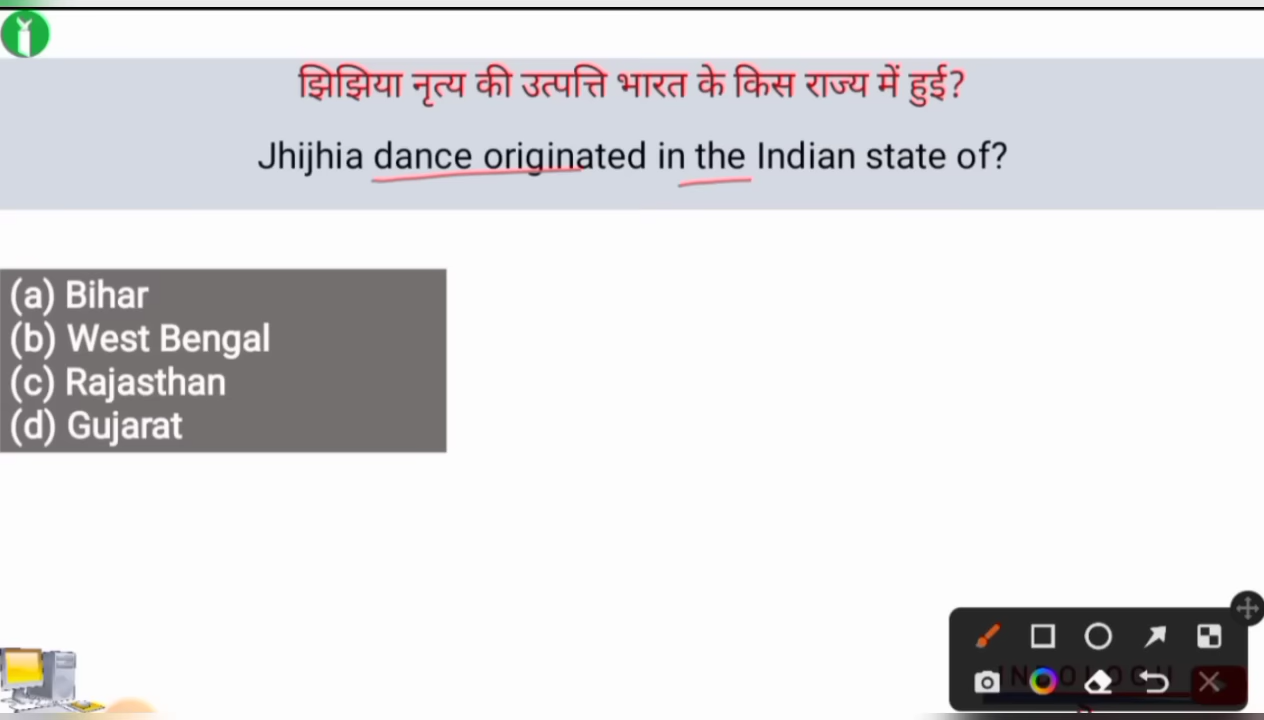 झिझिया नृत्य की उत्पत्ति भारत के किस राज्य में हुई?
Jhijhia dance originated in the Indian state of?
(a) Bihar
(b) West Bengal
(c) Rajasthan
(d) Gujarat